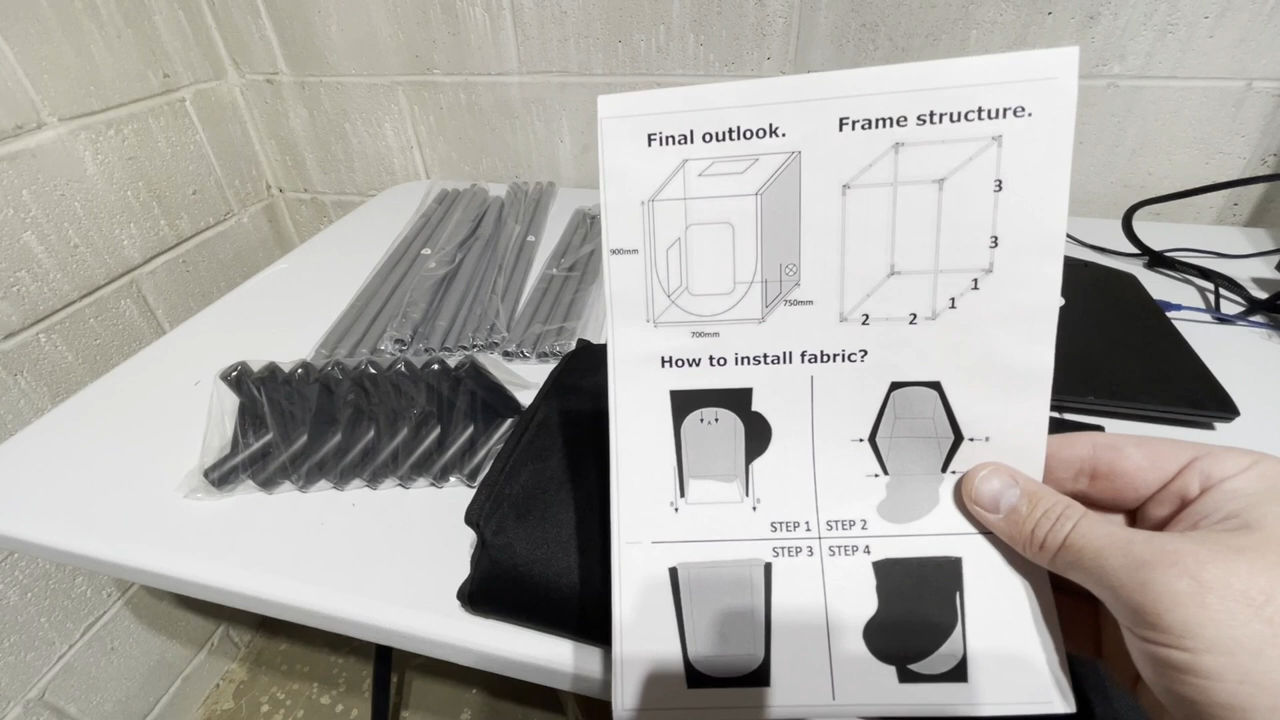 Final outlook.
Frame structure.
900mm
750mm
700mm
3
3
1
1
2 2
How to install fabric?
A
B
B
B
STEP 1
STEP 2
STEP 3
STEP 4